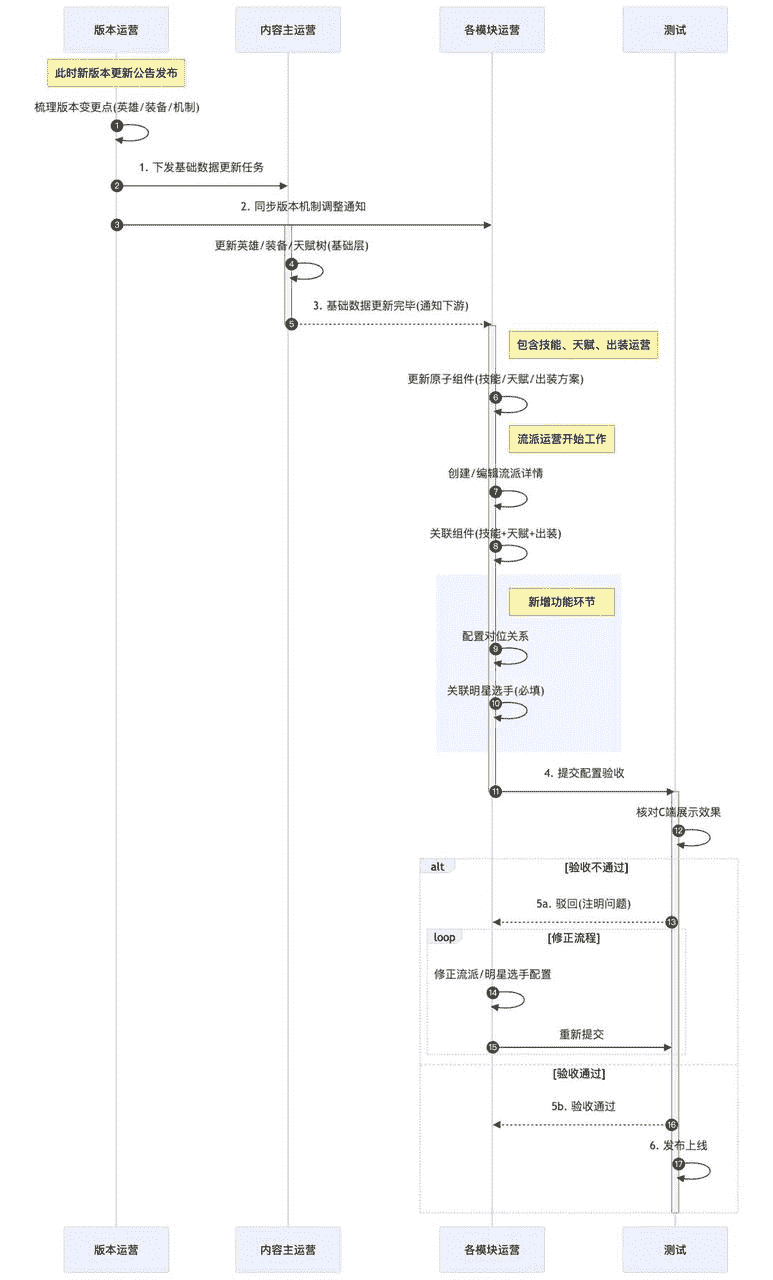 版本运营
内容主运营
各模块运营
测试
此时新版本更新公告发布
梳理版本变更点(英雄/装备/机制)
1
1. 下发基础数据更新任务
2
2. 同步版本机制调整通知
3
更新英雄/装备/天赋树(基础层)
4
3. 基础数据更新完毕(通知下游)
5
包含技能、天赋、出装运营
更新原子组件(技能/天赋/出装方案)
6
流派运营开始工作
创建/编辑流派详情
7
关联组件(技能+天赋+出装)
8
新增功能环节
配置对位关系
9
关联明星选手(必填)
10
4. 提交配置验收
11
核对C端展示效果
12
alt
[验收不通过]
5a. 驳回(注明问题)
13
loop
[修正流程]
修正流派/明星选手配置
14
重新提交
15
[验收通过]
5b. 验收通过
16
6. 发布上线
17
版本运营
内容主运营
各模块运营
测试